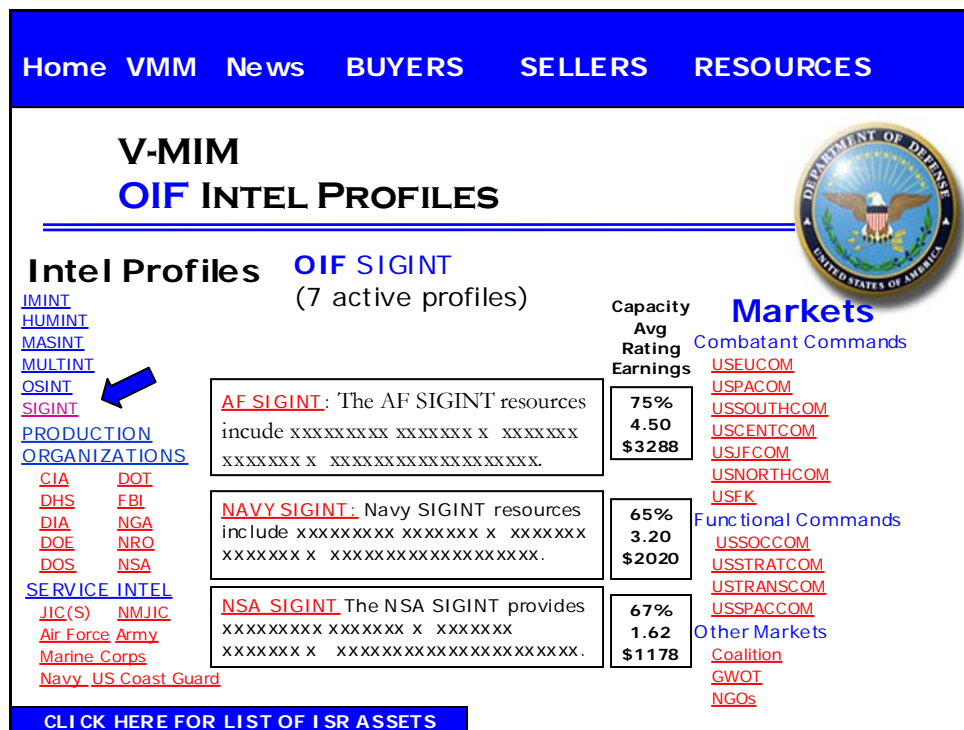 Home VMM News BUYERS SELLERS RESOURCES
V-MIM
OIF INTEL PROFILES
DEPARTMENT OF DEFENSE
UNITED STATES OF AMERICA
Intel Profiles
IMINT
HUMINT
MASINT
MULTINT
OSINT
SIGINT
PRODUCTION
ORGANIZATIONS
CIA DOT
DHS FBI
DIA NGA
DOE NRO
DOS NSA
SERVICE INTEL
JIC(S) NMJIC
Air Force Army
Marine Corps
Navy US Coast Guard
OIF SIGINT
(7 active profiles)
Capacity
Avg
Rating
Earnings
AF SIGINT: The AF SIGINT resources
incude xxxxxxxxx xxxxxxx x xxxxxxx
xxxxxxx x xxxxxxxxxxxxxxxxxxx.
75%
4.50
$3288
NAVY SIGINT: Navy SIGINT resources
include xxxxxxxxx xxxxxxx x xxxxxxx
xxxxxxx x xxxxxxxxxxxxxxxxxxx.
65%
3.20
$2020
NSA SIGINT The NSA SIGINT provides
xxxxxxxxx xxxxxxx x xxxxxxx
xxxxxxx x xxxxxxxxxxxxxxxxxxxxxx.
67%
1.62
$1178
Markets
Combatant Commands
USEUCOM
USPACOM
USSOUTHCOM
USCENTCOM
USJFCOM
USNORTHCOM
USFK
Functional Commands
USSOCCOM
USSTRATCOM
USTRANSCOM
USSPACCOM
Other Markets
Coalition
GWOT
NGOs
CLICK HERE FOR LIST OF ISR ASSETS